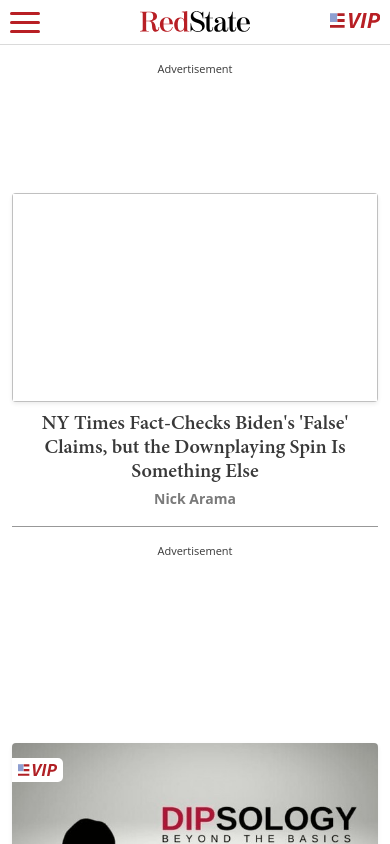 RedState
VIP
Advertisement
NY Times Fact-Checks Biden's 'False'
Claims, but the Downplaying Spin Is
Something Else
Nick Arama
Advertisement
VIP
DIPSOLOGY
BEYOND THE BASICS